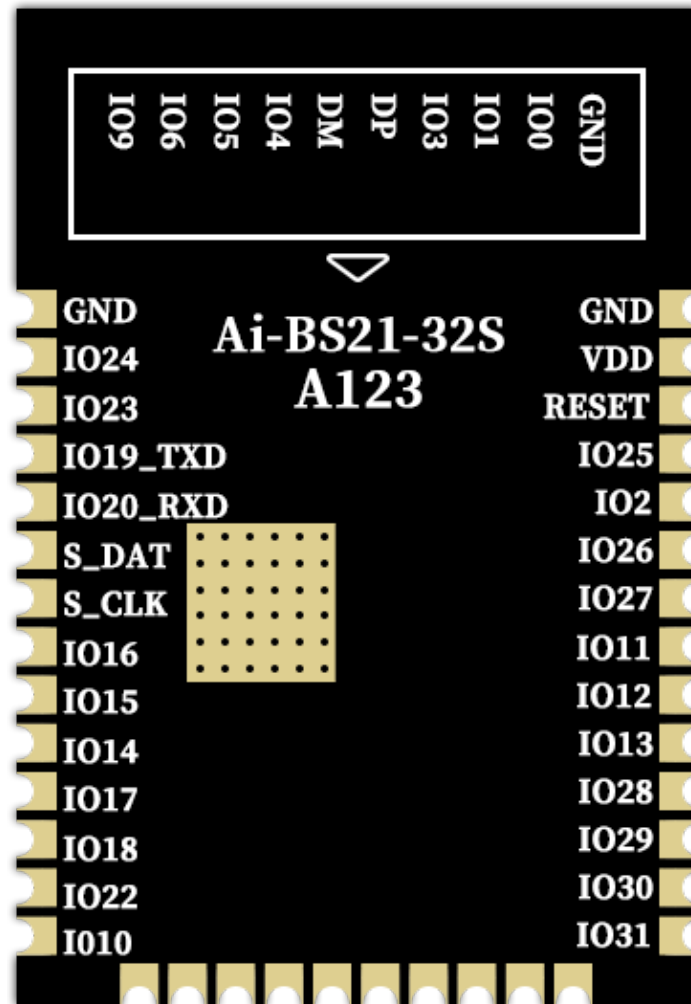 IO9
IO6
IO5
IO4
DM
DP
IO3
IO1
IO0
GND
Ai-BS21-32S
A123
GND
IO24
IO23
IO19_TXD
IO20_RXD
S_DAT
S_CLK
IO16
IO15
IO14
IO17
IO18
IO22
I010
GND
VDD
RESET
IO25
IO2
IO26
IO27
IO11
IO12
IO13
IO28
IO29
IO30
IO31